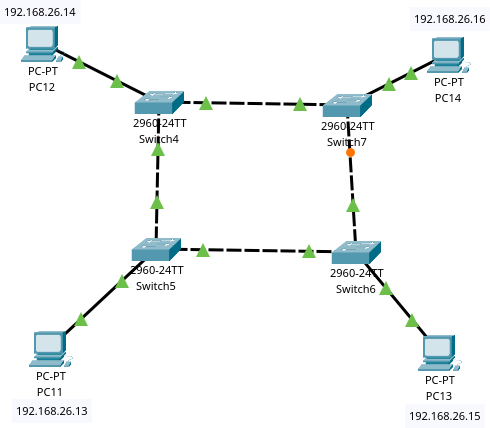 192.168.26.14
192.168.26.16
PC-PT
PC12
PC-PT
PC14
2960-24TT
Switch4
2960-24TT
Switch7
2960-24TT
Switch5
2960-24TT
Switch6
PC-PT
PC11
192.168.26.13
PC-PT
PC13
192.168.26.15